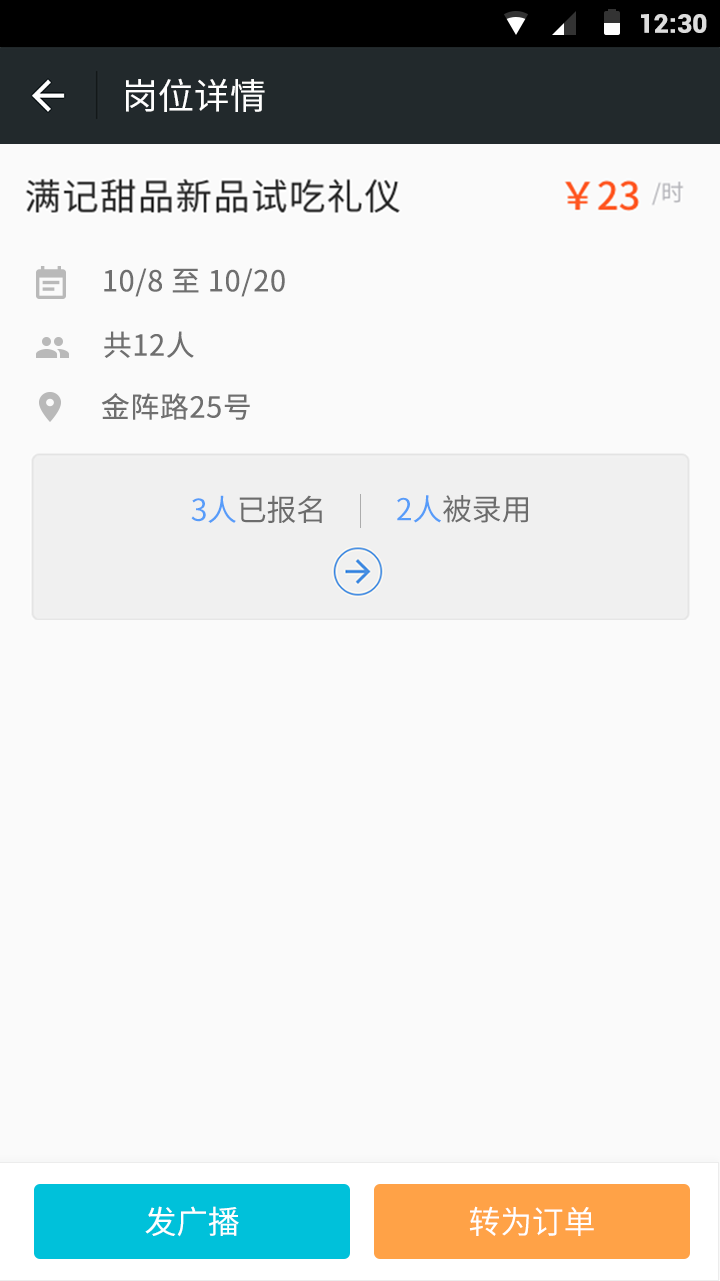 12:30
岗位详情
满记甜品新品试吃礼仪 ¥23 /时
10/8 至 10/20
共12人
金阵路25号
3人已报名 2人被录用
发广播 转为订单